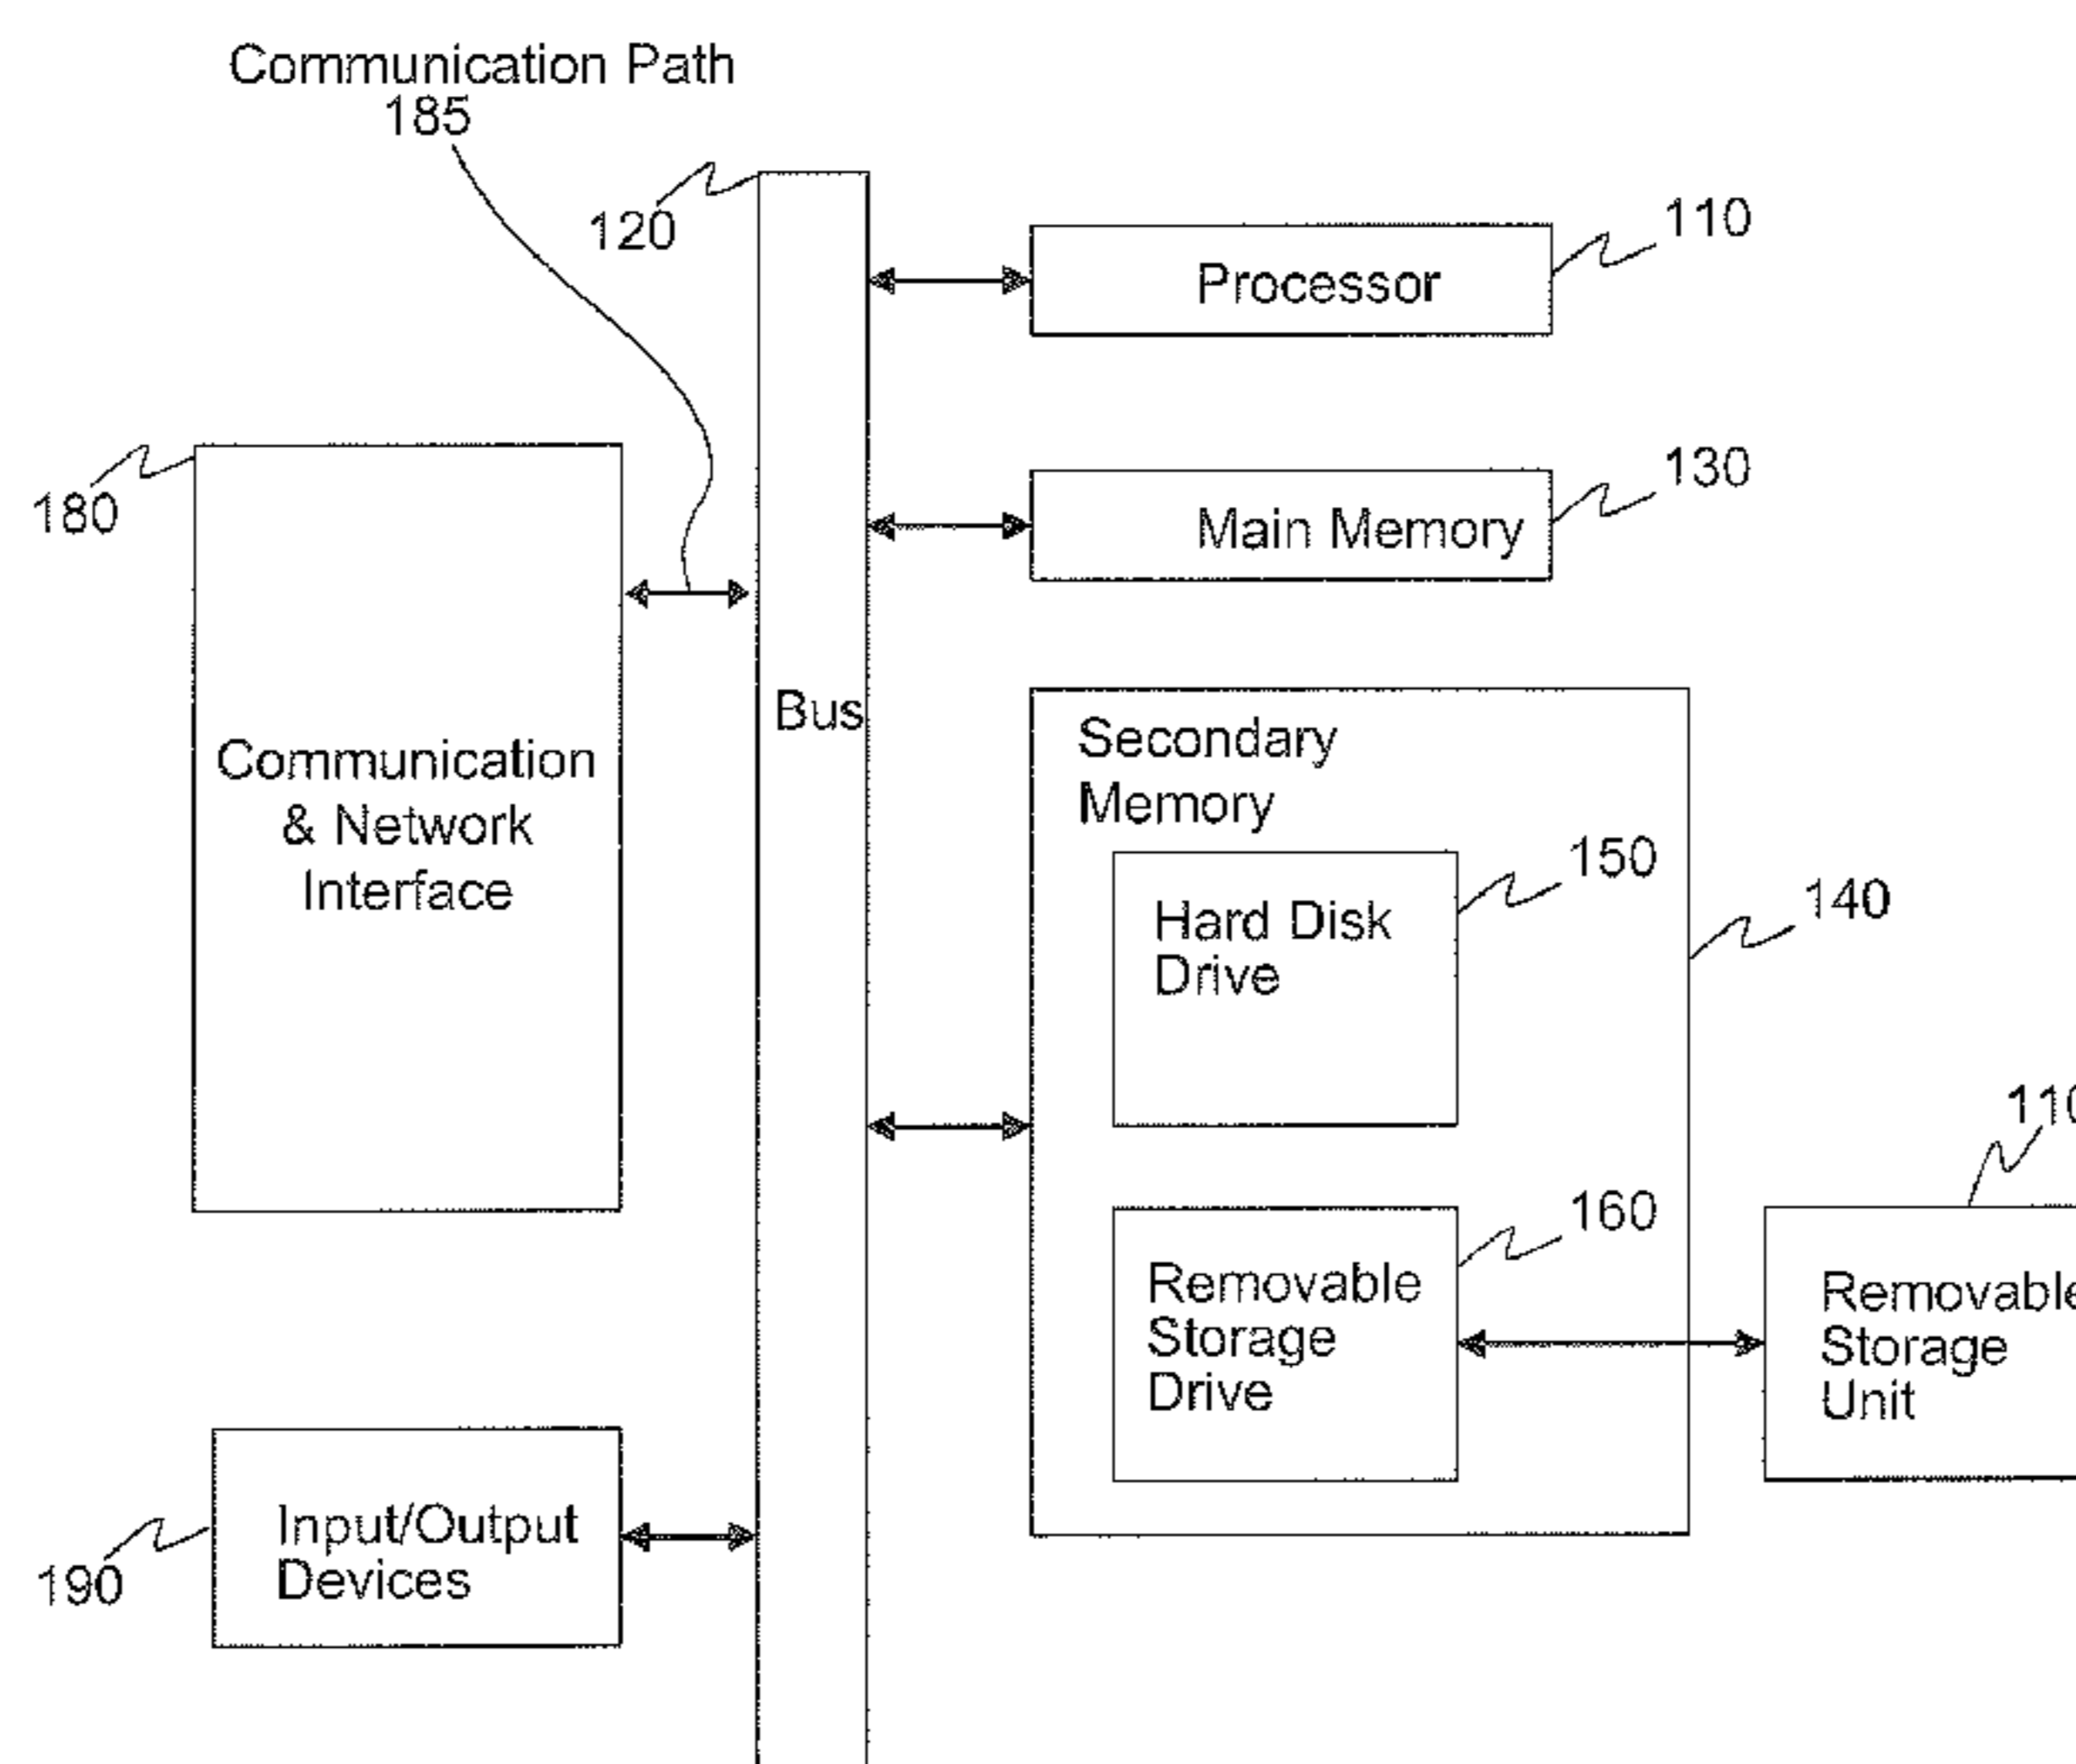 Communication Path
185
120
110
Processor
130
Main Memory
180
Bus
Communication
& Network
Interface
Secondary
Memory
150
Hard Disk
Drive
140
110
160
Removable
Storage
Drive
Removable
Storage
Unit
190
Input/Output
Devices